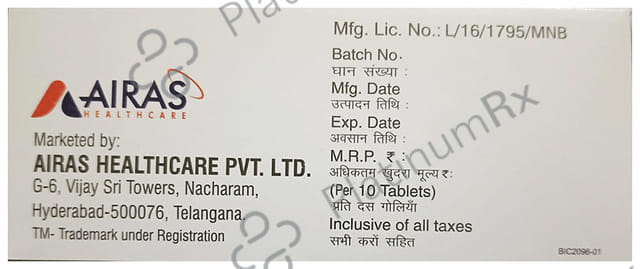 AIRAS
HEALTHCARE
Marketed by:
AIRAS HEALTHCARE PVT. LTD.
G-6, Vijay Sri Towers, Nacharam,
Hyderabad-500076, Telangana.
TM- Trademark under Registration
Mfg. Lic. No.: L/16/1795/MNB
Batch No.
घान संख्या :
Mfg. Date
उत्पादन तिथि :
Exp. Date
अवसान तिथि :
M.R.P. ₹ :
अधिकतम खुदरा मूल्य ₹:
(Per 10 Tablets)
प्रति दस गोलियाँ
Inclusive of all taxes
सभी करों सहित
BIC2096-01
PlatinumRx
PlatinumRx